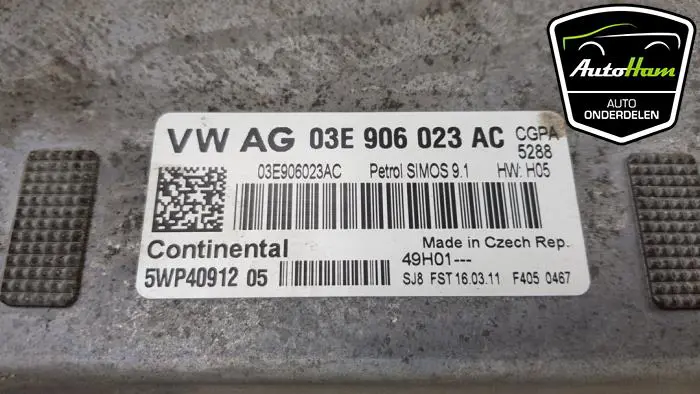 VW AG 03E 906 023 AC CGPA
5288
03E906023AC Petrol SIMOS 9.1 HW: H05
Continental Made in Czech Rep.
49H01---
5WP40912 05 SJ8 FST 16.03.11 F405 0467
AutoHam
AUTO
ONDERDELEN